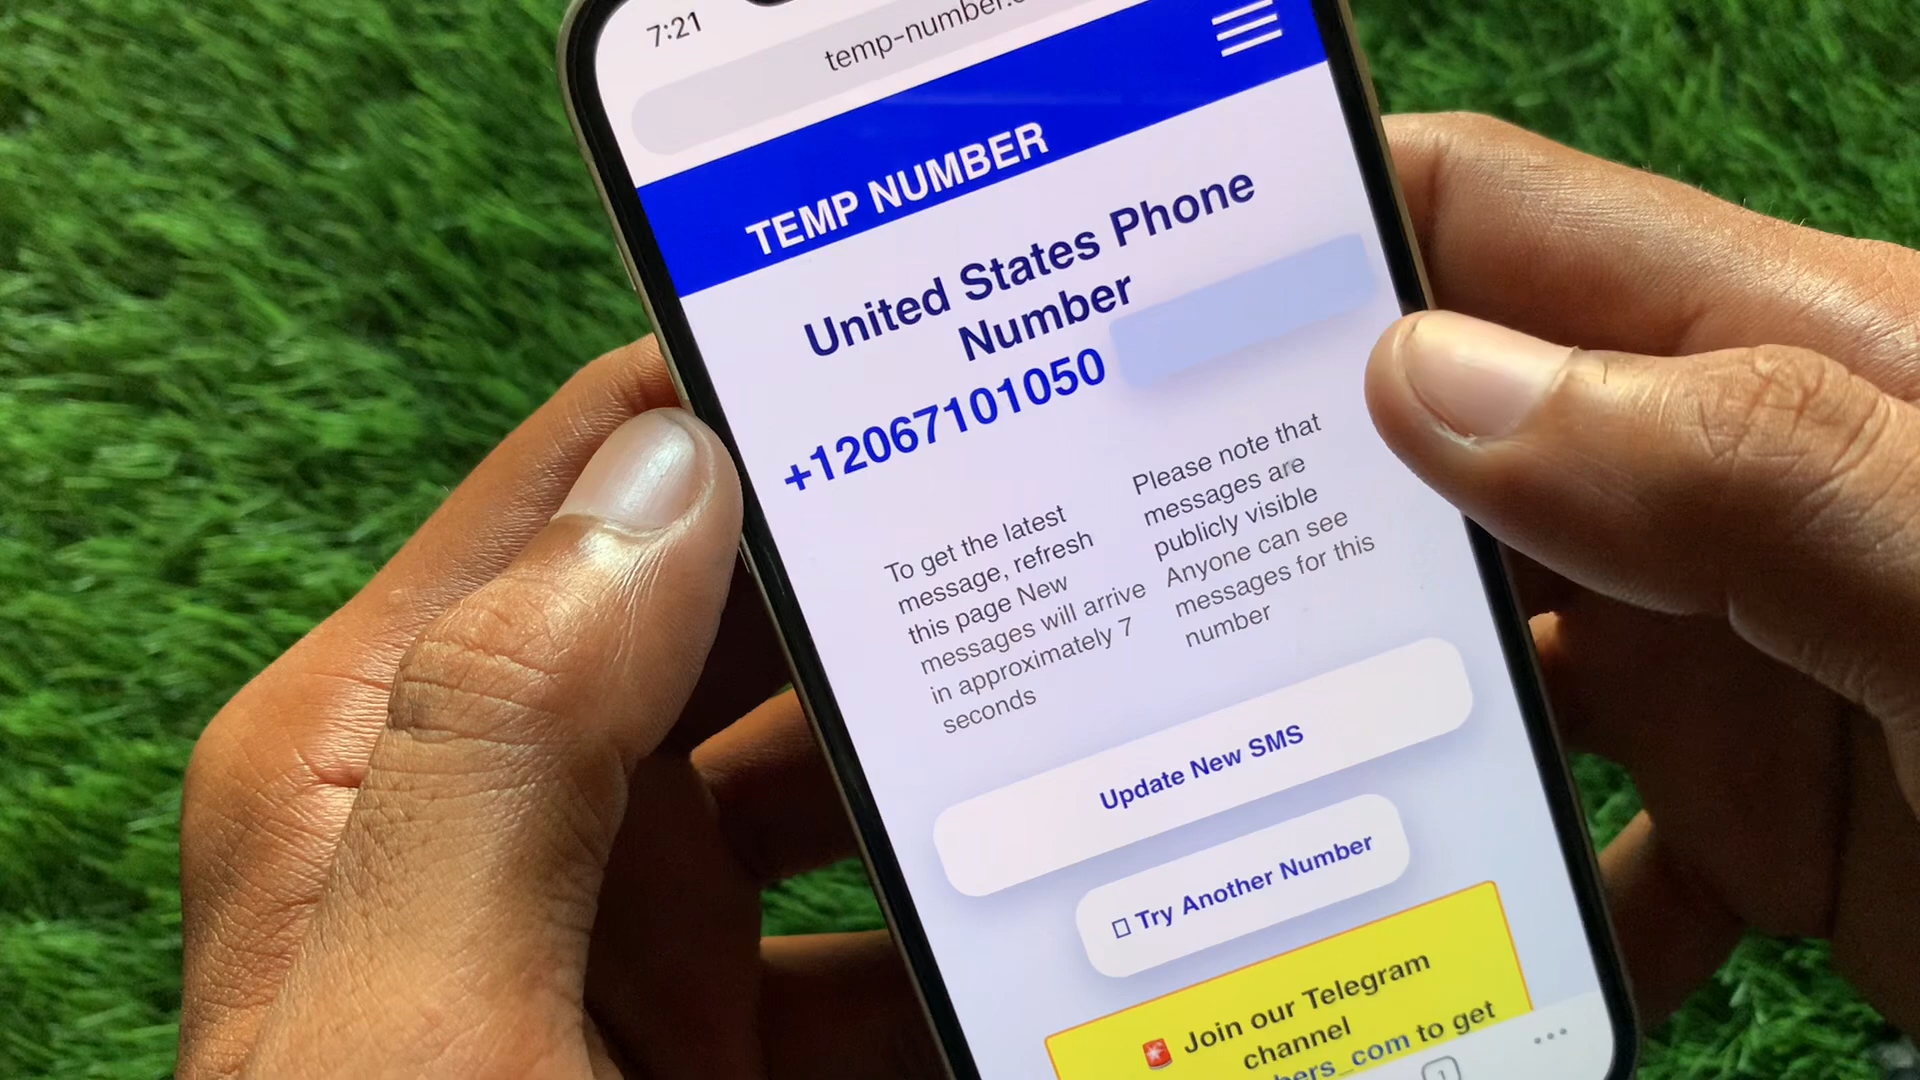 7:21
temp-number.
TEMP NUMBER
United States Phone
Number
+12067101050
To get the latest
message, refresh
this page New
messages will arrive
in approximately 7
seconds
Please note that
messages are
publicly visible
Anyone can see
messages for this
number
Update New SMS
Try Another Number
🚨 Join our Telegram
channel
bers_com to get
1